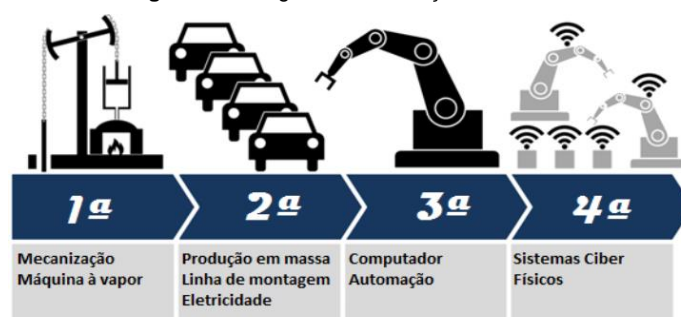 1ª
2ª
3ª
4ª
Mecanização
Máquina à vapor
Produção em massa
Linha de montagem
Eletricidade
Computador
Automação
Sistemas Ciber
Físicos